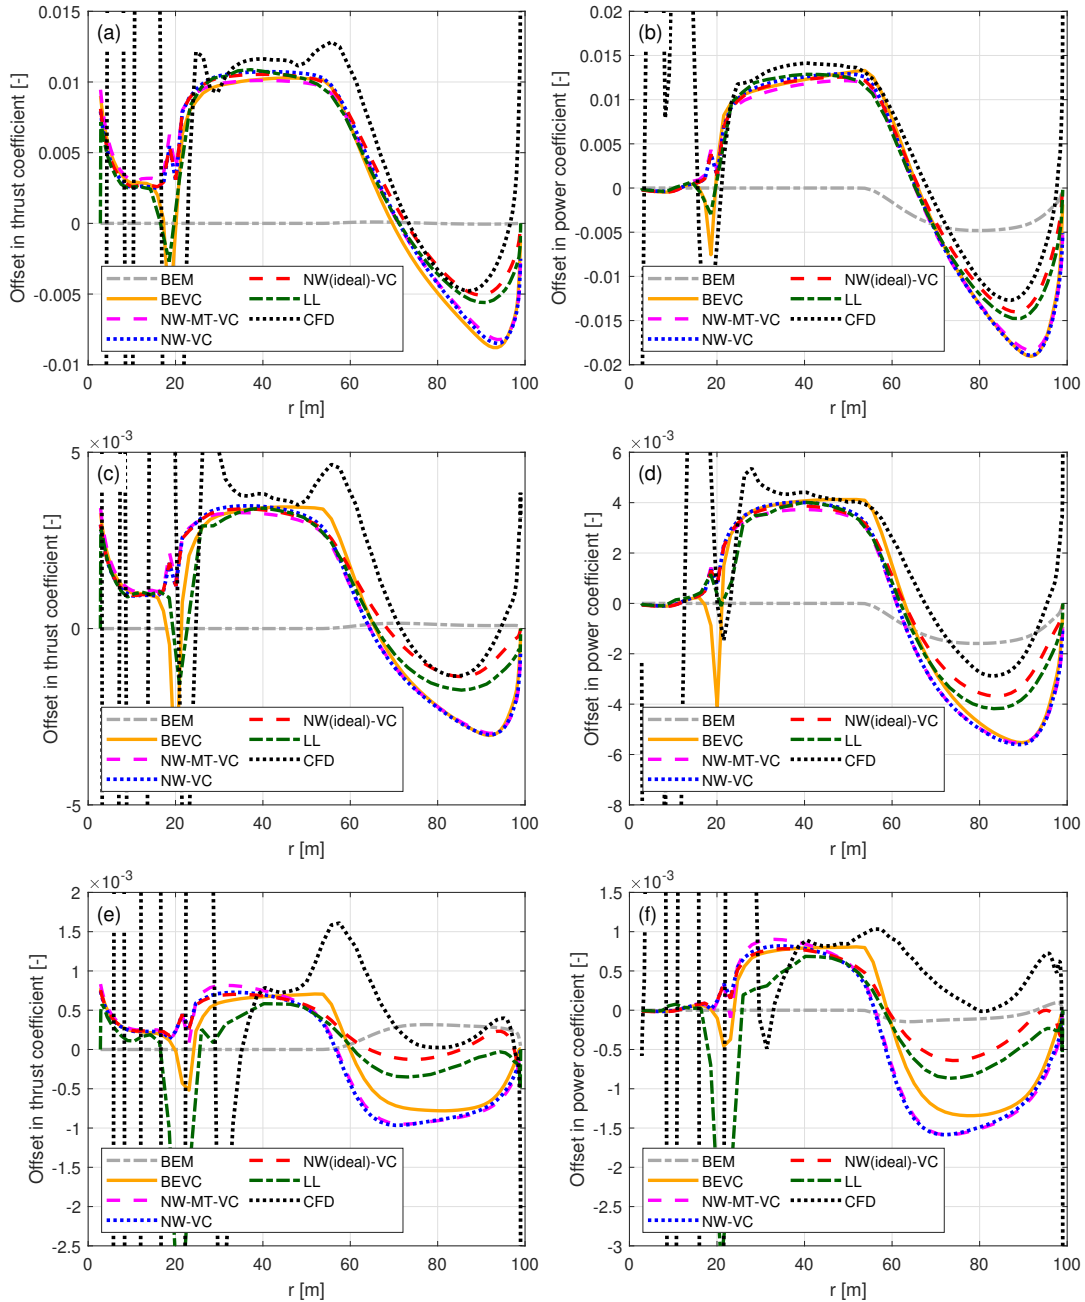 (a)
Offset in thrust coefficient [-]
0.015
0.01
0.005
0
-0.005
-0.01
BEM
BEVC
NW-MT-VC
NW-VC
NW(ideal)-VC
LL
CFD
0 20 40 60 80 100
r [m]
(b)
Offset in power coefficient [-]
0.02
0.015
0.01
0.005
0
-0.005
-0.01
-0.015
-0.02
BEM
BEVC
NW-MT-VC
NW-VC
NW(ideal)-VC
LL
CFD
0 20 40 60 80 100
r [m]
×10⁻³
(c)
Offset in thrust coefficient [-]
5
0
-5
BEM
BEVC
NW-MT-VC
NW-VC
NW(ideal)-VC
LL
CFD
0 20 40 60 80 100
r [m]
×10⁻³
(d)
Offset in power coefficient [-]
6
4
2
0
-2
-4
-6
-8
BEM
BEVC
NW-MT-VC
NW-VC
NW(ideal)-VC
LL
CFD
0 20 40 60 80 100
r [m]
×10⁻³
(e)
Offset in thrust coefficient [-]
2
1.5
1
0.5
0
-0.5
-1
-1.5
-2
-2.5
BEM
BEVC
NW-MT-VC
NW-VC
NW(ideal)-VC
LL
CFD
0 20 40 60 80 100
r [m]
×10⁻³
(f)
Offset in power coefficient [-]
1.5
1
0.5
0
-0.5
-1
-1.5
-2
-2.5
-3
BEM
BEVC
NW-MT-VC
NW-VC
NW(ideal)-VC
LL
CFD
0 20 40 60 80 100
r [m]